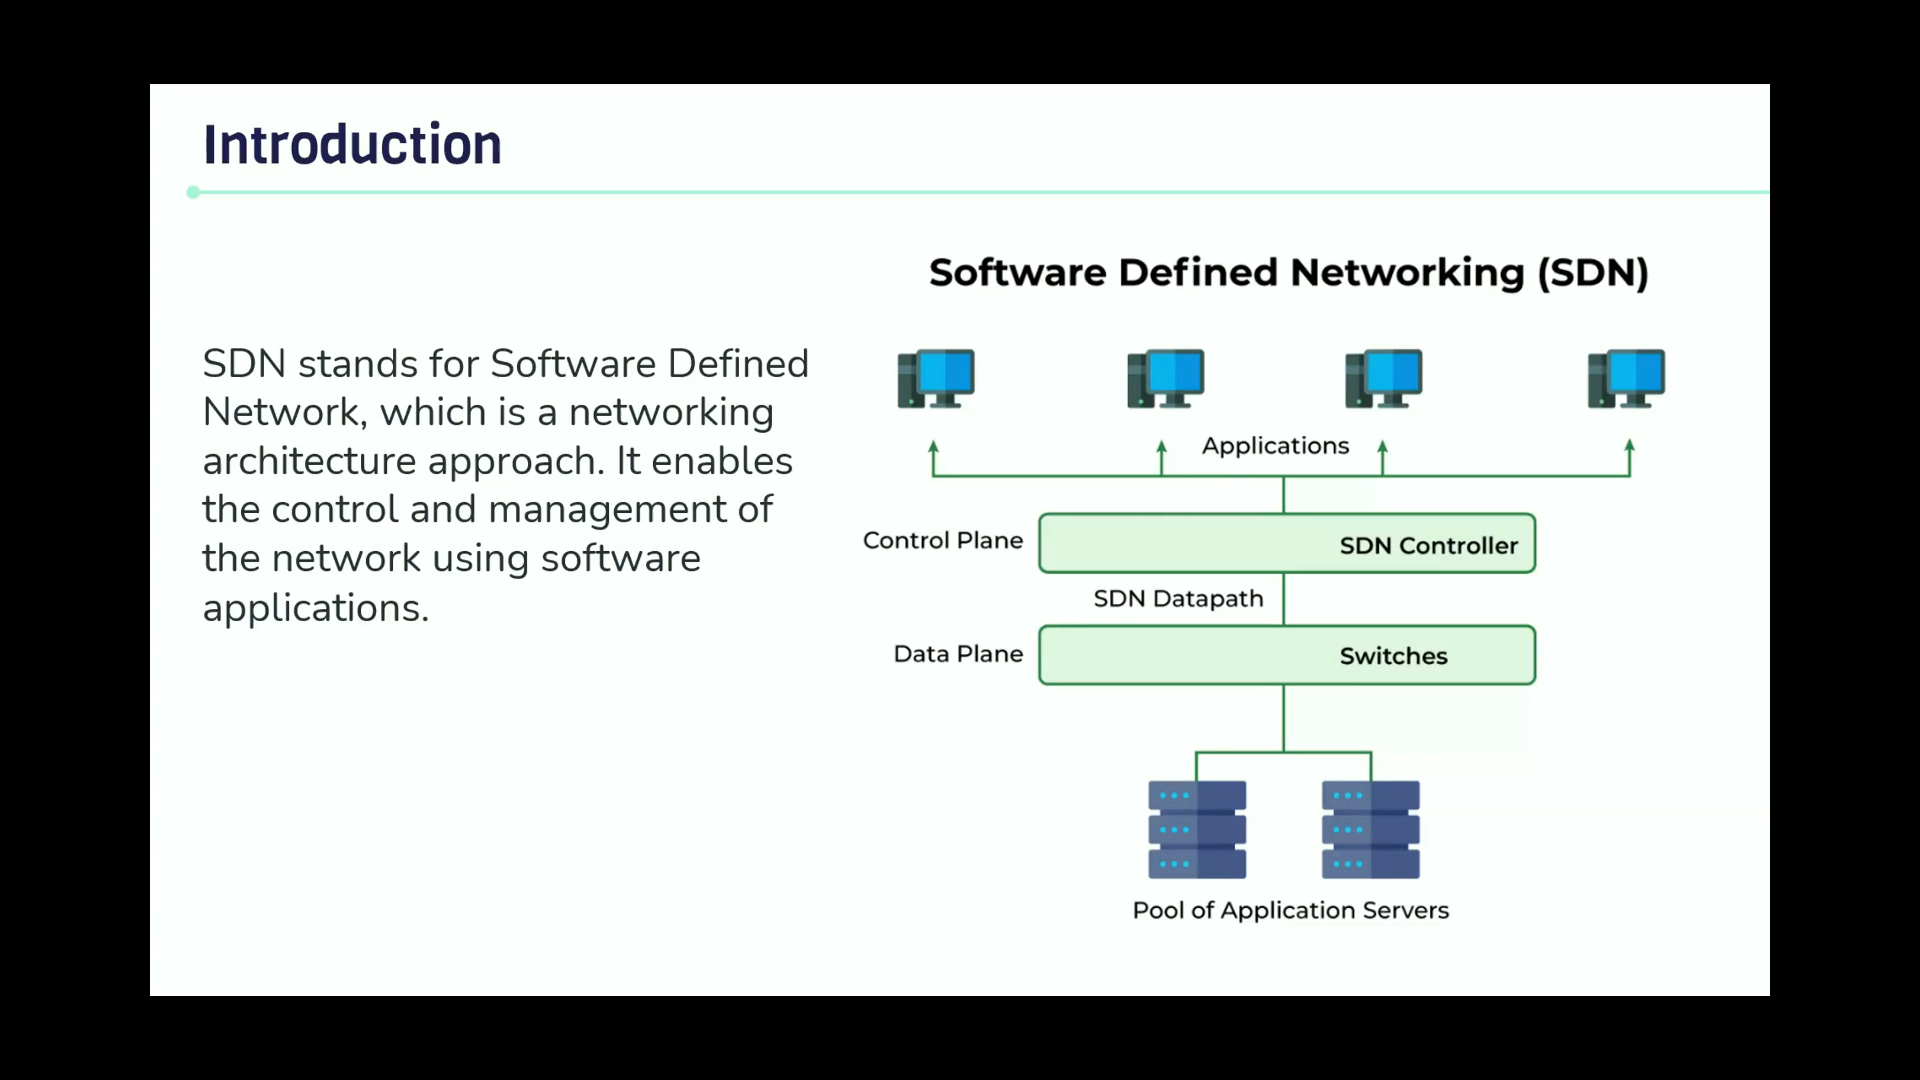 Introduction
SDN stands for Software Defined
Network, which is a networking
architecture approach. It enables
the control and management of
the network using software
applications.
Software Defined Networking (SDN)
Applications
Control Plane
SDN Controller
SDN Datapath
Data Plane
Switches
Pool of Application Servers